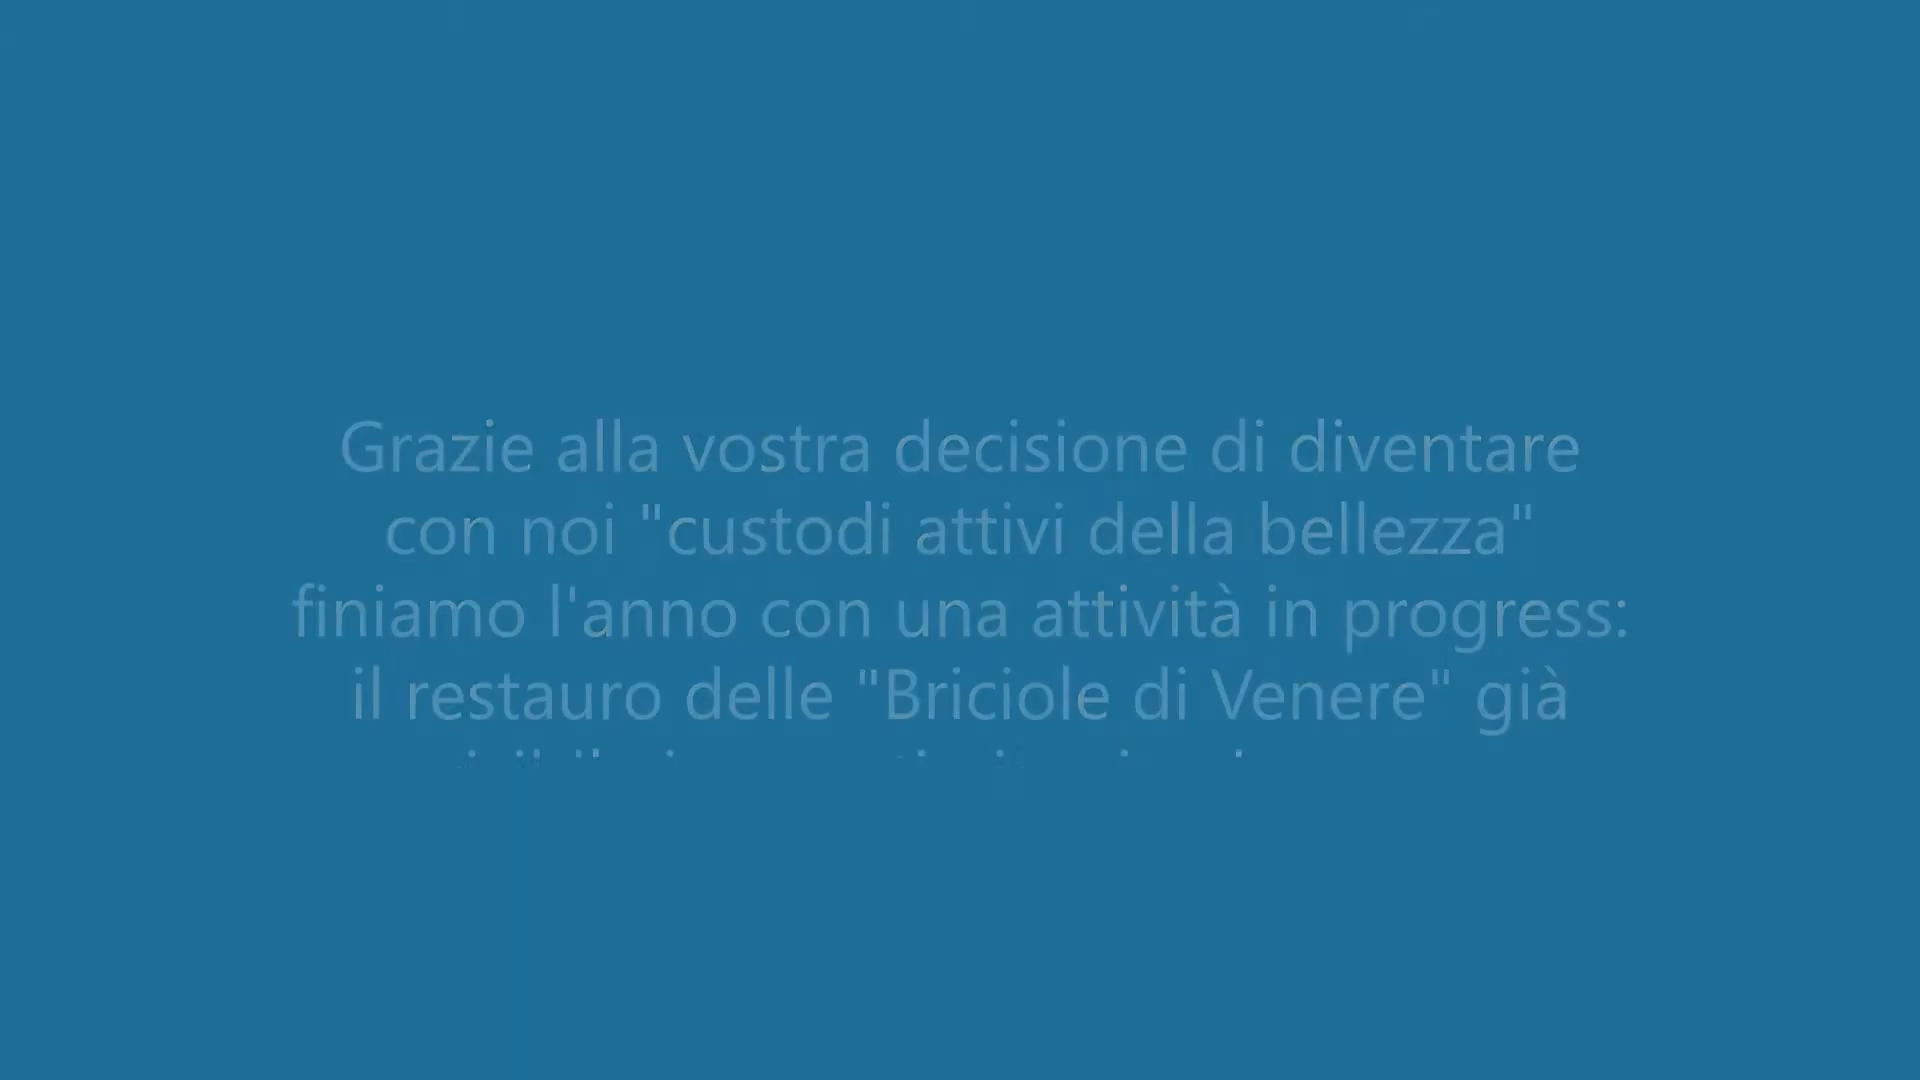 Grazie alla vostra decisione di diventare
con noi "custodi attivi della bellezza"
finiamo l'anno con una attività in progress:
il restauro delle "Briciole di Venere" già